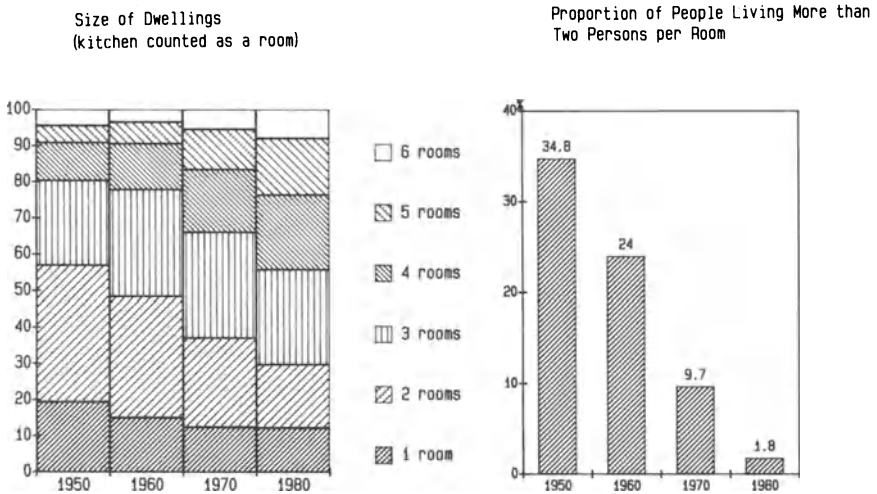 Size of Dwellings
(kitchen counted as a room)
100
90
80
70
60
50
40
30
20
10
0
1950 1960 1970 1980
6 rooms
5 rooms
4 rooms
3 rooms
2 rooms
1 room
Proportion of People Living More than
Two Persons per Room
%
40
30
20
10
0
34.8
24
9.7
1.8
1950 1960 1970 1980